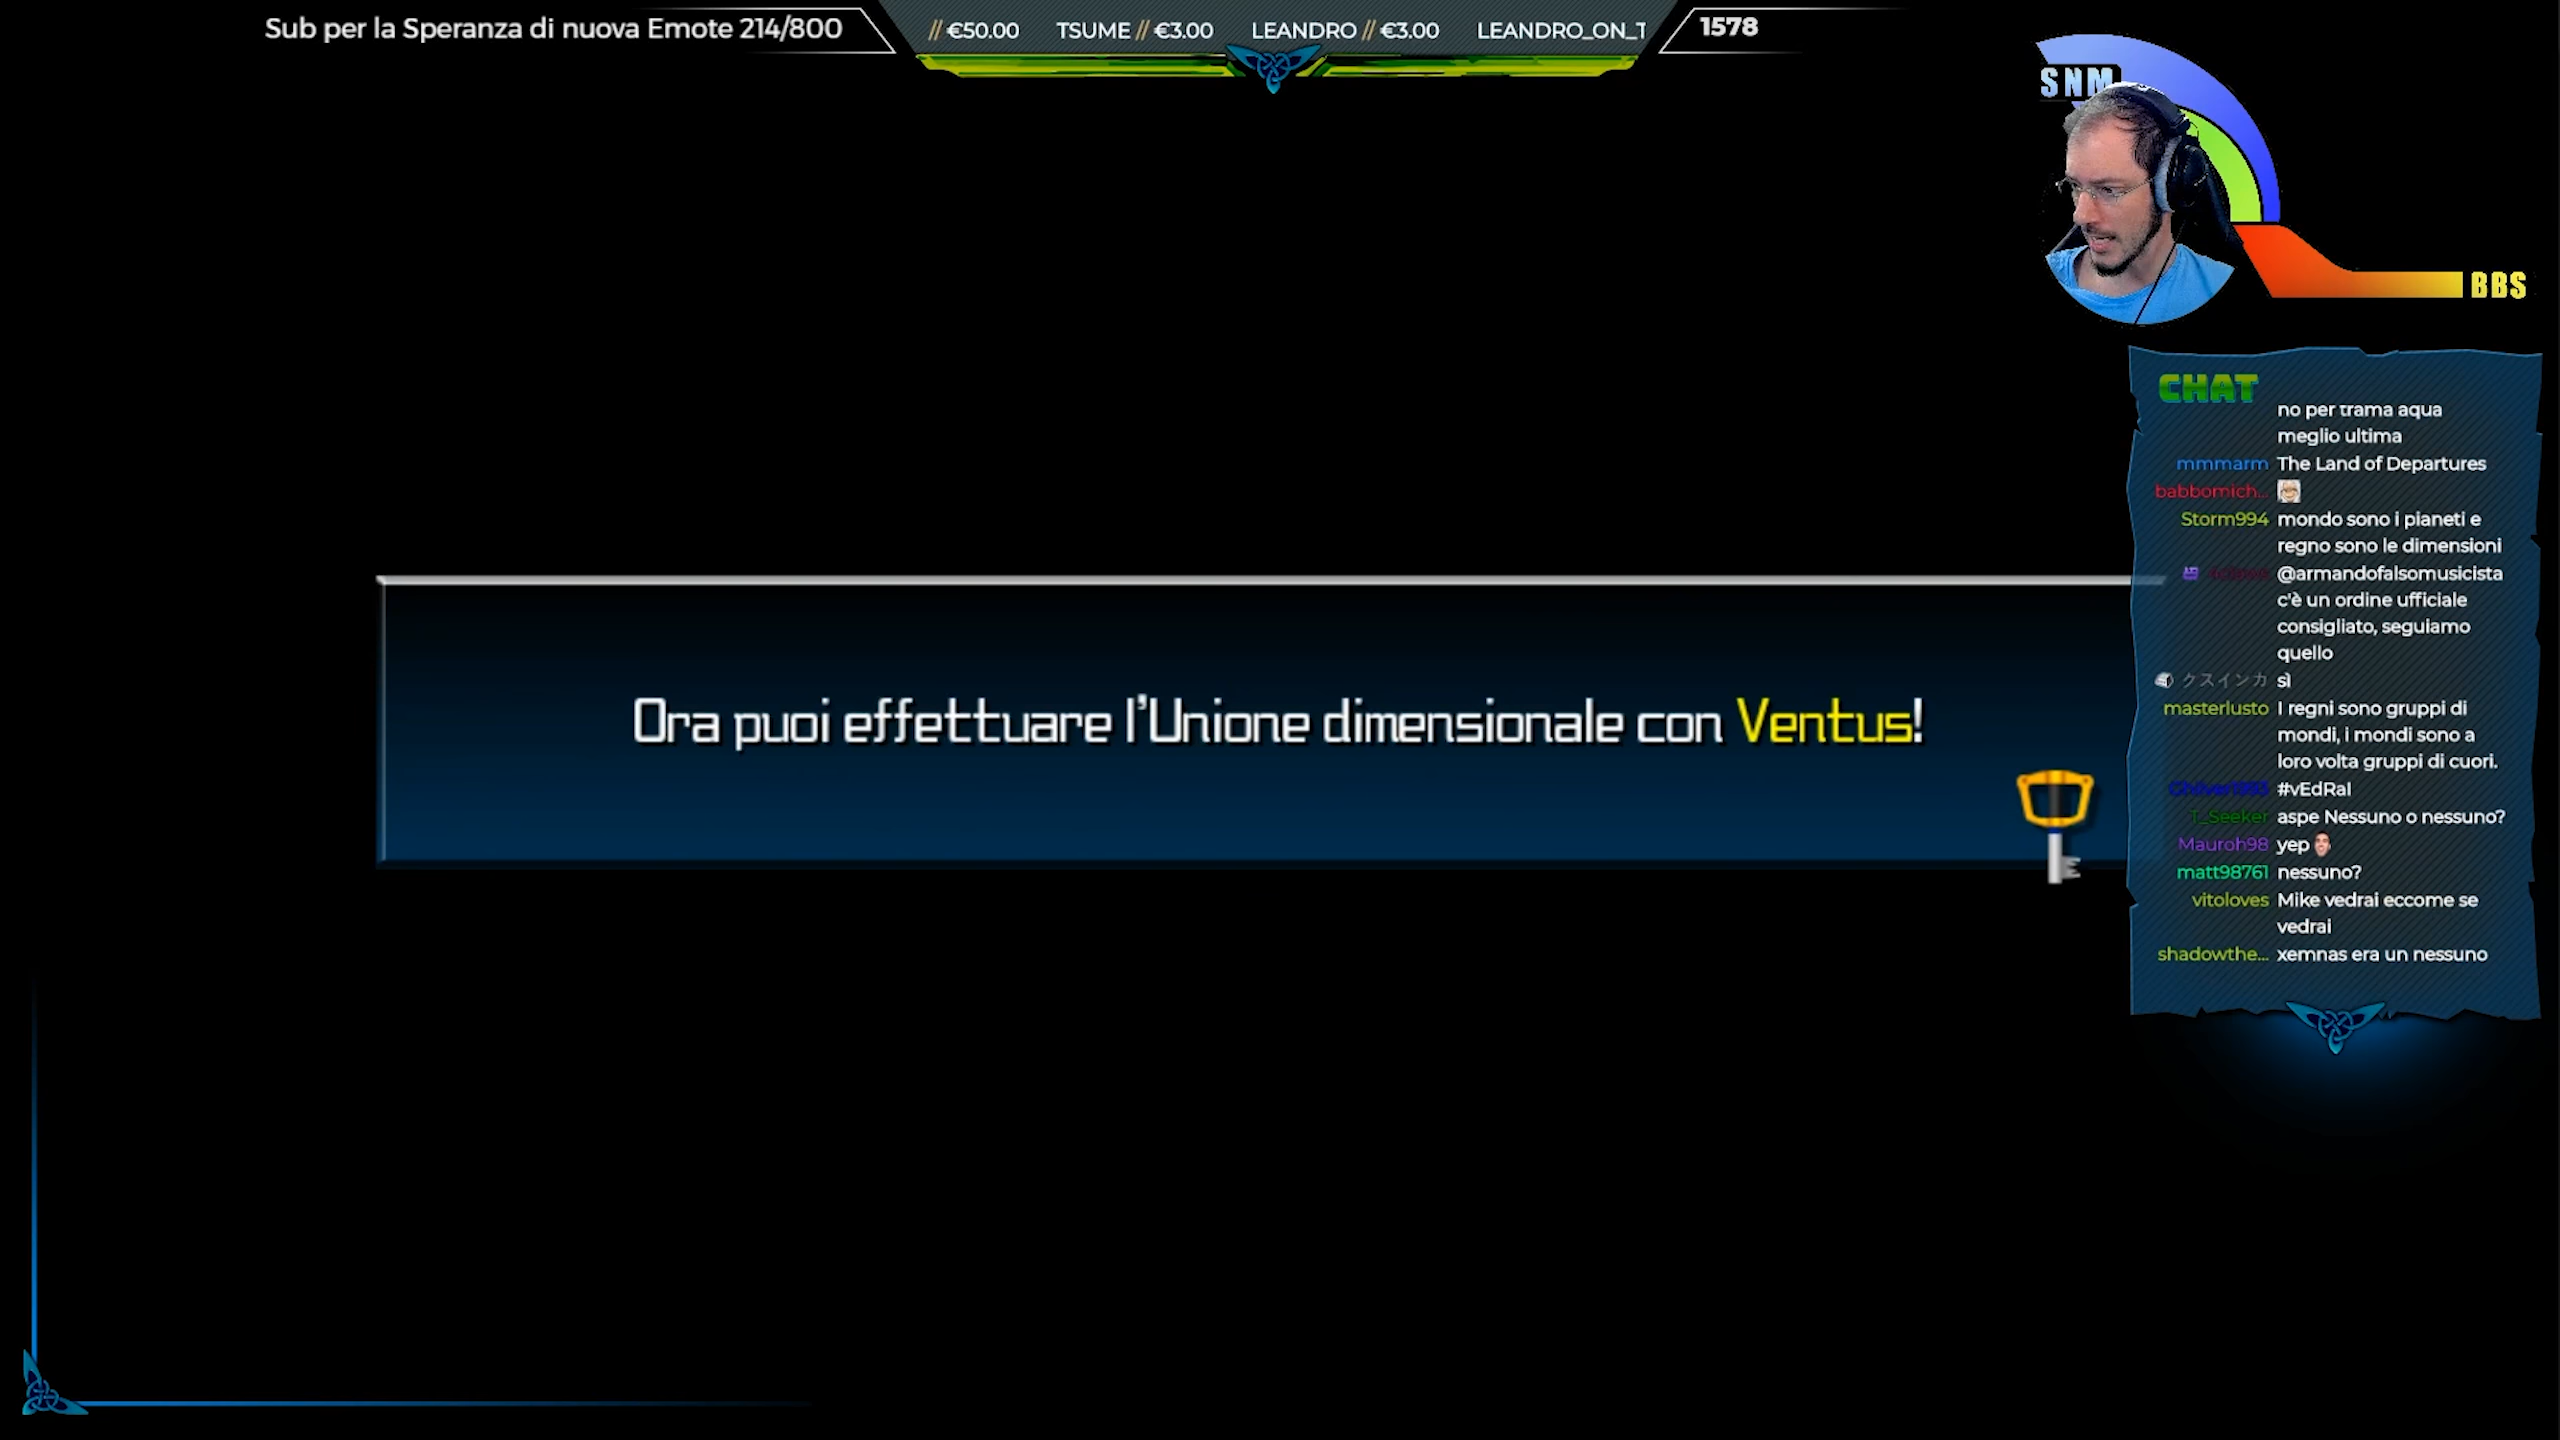 Sub per la Speranza di nuova Emote 214/800
// €50.00 TSUME // €3.00 LEANDRO // €3.00 LEANDRO_ON_T
1578
SNM
BBS
CHAT
no per trama aqua
meglio ultima
mmmarm The Land of Departures
babbomich...
Storm994 mondo sono i pianeti e
regno sono le dimensioni
@armandofalsomusicista
c'è un ordine ufficiale
consigliato, seguiamo
quello
クスインカ sì
masterlusto I regni sono gruppi di
mondi, i mondi sono a
loro volta gruppi di cuori.
#vEdRaI
T_Seeker aspe Nessuno o nessuno?
Mauroh98 yep
matt98761 nessuno?
vitoloves Mike vedrai eccome se
vedrai
shadowthe... xemnas era un nessuno
Ora puoi effettuare l'Unione dimensionale con Ventus!